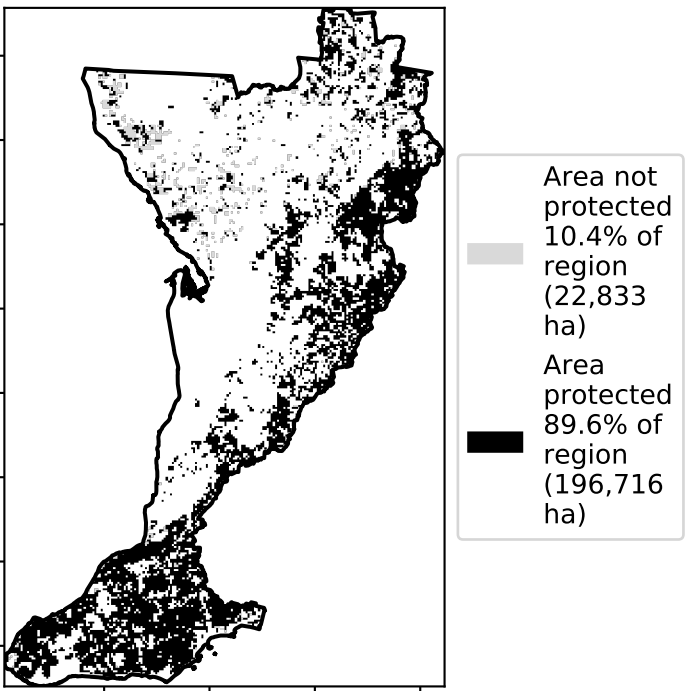 Area not
protected
10.4% of
region
(22,833
ha)
Area
protected
89.6% of
region
(196,716
ha)